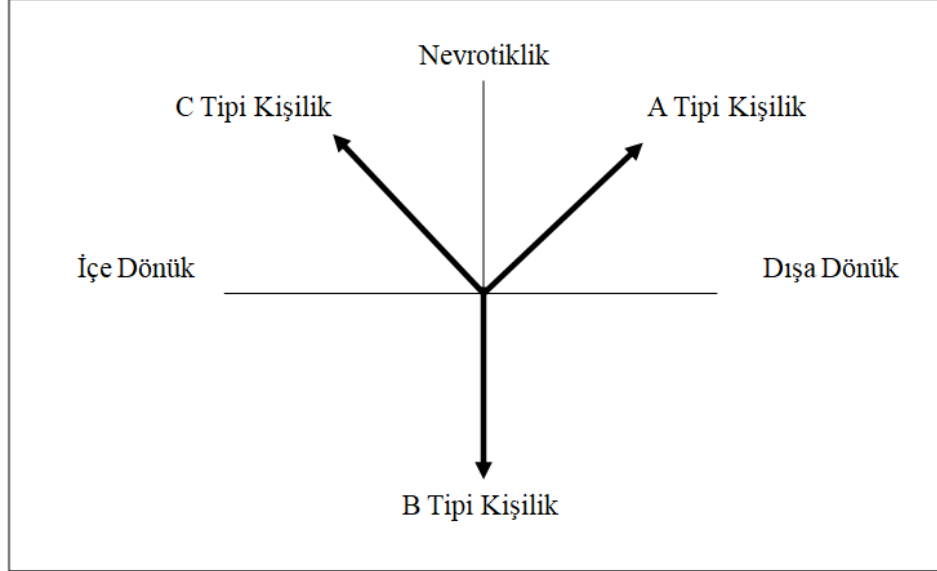 Nevrotiklik
C Tipi Kişilik
A Tipi Kişilik
İçe Dönük
Dışa Dönük
B Tipi Kişilik